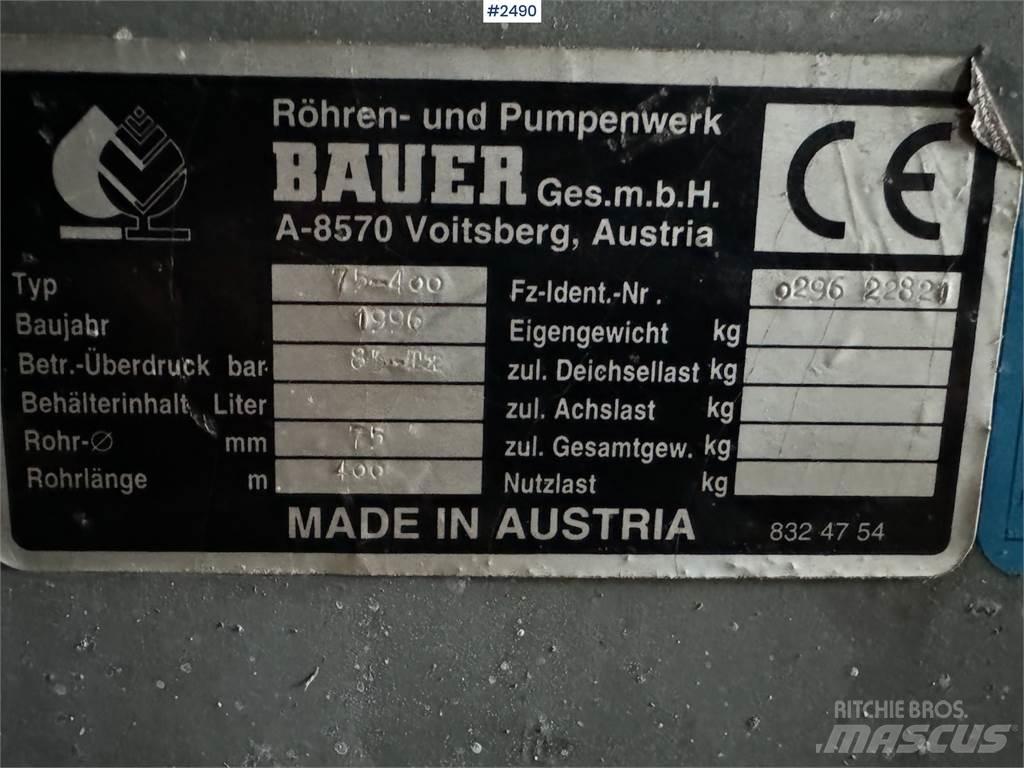 #2490
Röhren- und Pumpenwerk
BAUER Ges.m.b.H.
A-8570 Voitsberg, Austria
CE
Typ 75-400
Baujahr 1996
Betr.-Überdruck bar
Behälterinhalt Liter
Rohr-Ø mm 75
Rohrlänge m 400
Fz-Ident.-Nr. 0296 22821
Eigengewicht kg
zul. Deichsellast kg
zul. Achslast kg
zul. Gesamtgew. kg
Nutzlast kg
MADE IN AUSTRIA
832 47 54
RITCHIE BROS.
MASCUS